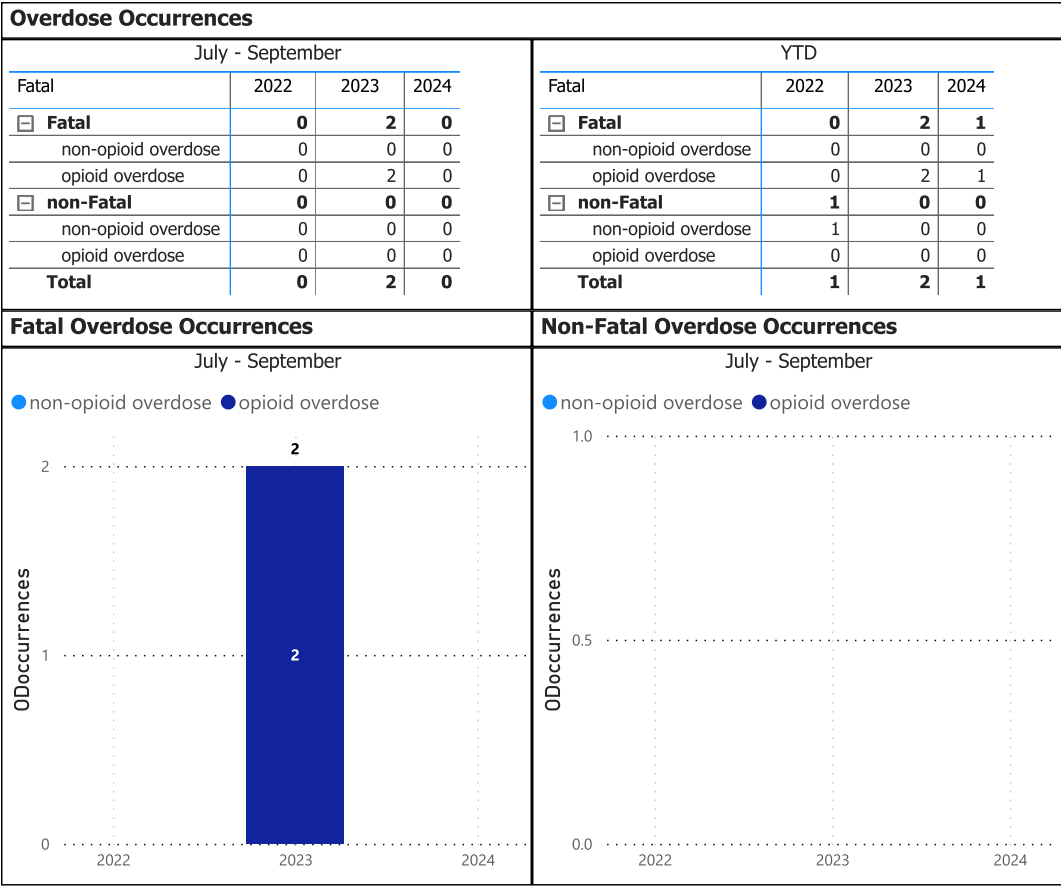 Overdose Occurrences
July - September
Fatal 2022 2023 2024
Fatal 0 2 0
non-opioid overdose 0 0 0
opioid overdose 0 2 0
non-Fatal 0 0 0
non-opioid overdose 0 0 0
opioid overdose 0 0 0
Total 0 2 0
YTD
Fatal 2022 2023 2024
Fatal 0 2 1
non-opioid overdose 0 0 0
opioid overdose 0 2 1
non-Fatal 1 0 0
non-opioid overdose 1 0 0
opioid overdose 0 0 0
Total 1 2 1
Fatal Overdose Occurrences
July - September
non-opioid overdose opioid overdose
2
2
ODoccurrences
1
2
0
2022 2023 2024
Non-Fatal Overdose Occurrences
July - September
non-opioid overdose opioid overdose
1.0
ODoccurrences
0.5
0.0
2022 2023 2024